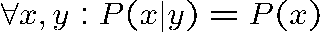 ∀x, y : P(x|y) = P(x)